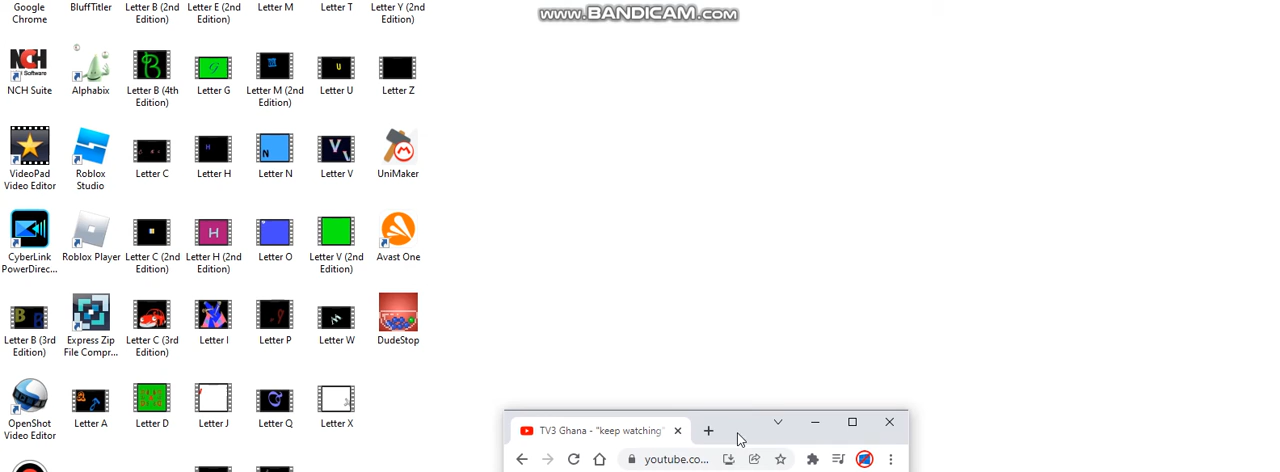 www.BANDICAM.com
Google Chrome
BluffTitler
Letter B (2nd Edition)
Letter E (2nd Edition)
Letter M
Letter T
Letter Y (2nd Edition)
NCH Software
NCH Suite
Alphabix
Letter B (4th Edition)
Letter G
Letter M (2nd Edition)
Letter U
Letter Z
VideoPad Video Editor
Roblox Studio
Letter C
Letter H
Letter N
Letter V
UniMaker
CyberLink PowerDirec...
Roblox Player
Letter C (2nd Edition)
Letter H (2nd Edition)
Letter O
Letter V (2nd Edition)
Avast One
Letter B (3rd Edition)
Express Zip File Compr...
Letter C (3rd Edition)
Letter I
Letter P
Letter W
DudeStop
OpenShot Video Editor
Letter A
Letter D
Letter J
Letter Q
Letter X
TV3 Ghana - "keep watching"
youtube.co...